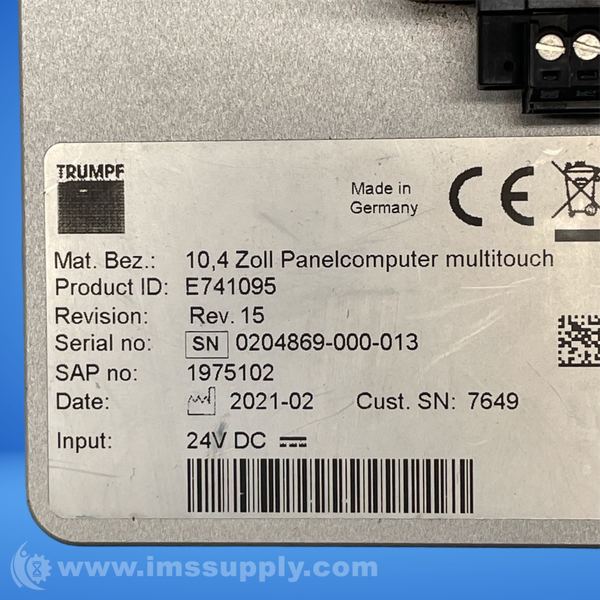 TRUMPF
Made in
Germany
CE
Mat. Bez.: 10,4 Zoll Panelcomputer multitouch
Product ID: E741095
Revision: Rev. 15
Serial no: SN 0204869-000-013
SAP no: 1975102
Date: 2021-02 Cust. SN: 7649
Input: 24V DC
www.imssupply.com